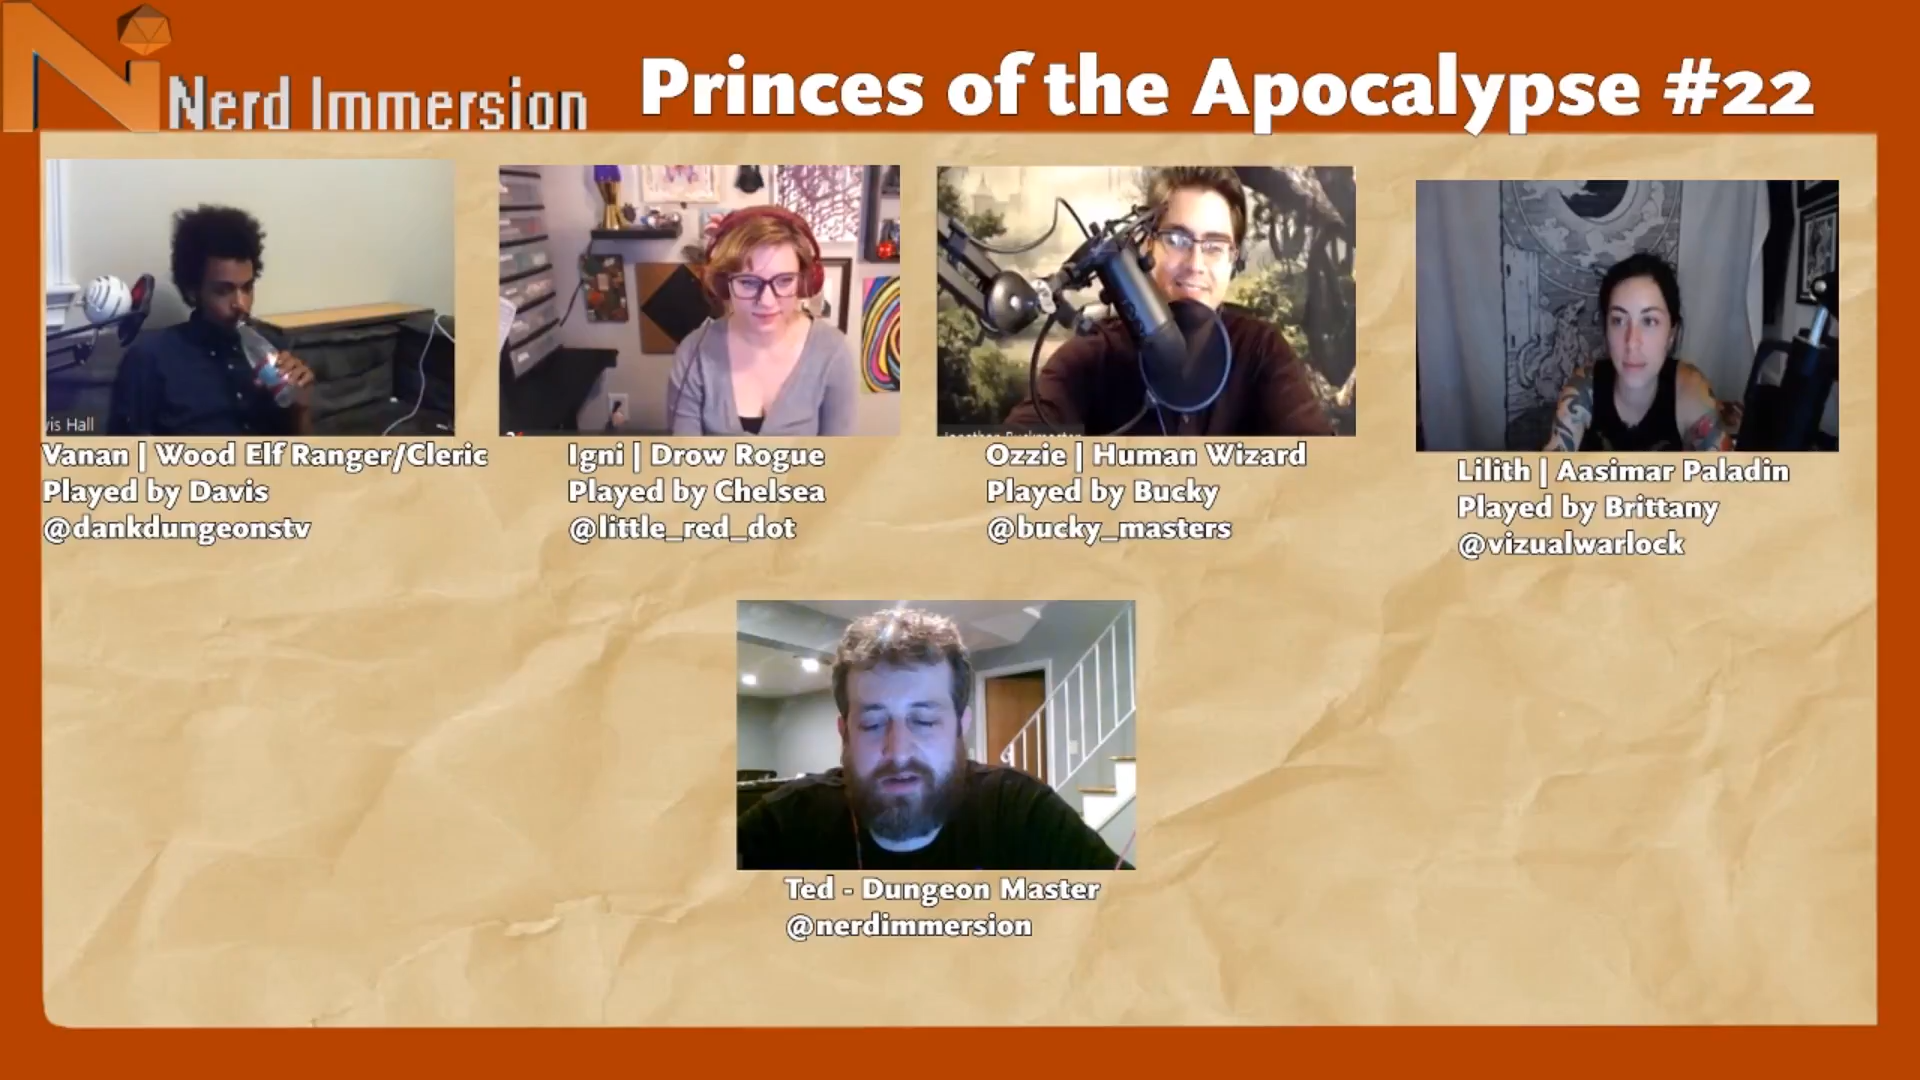 Nerd Immersion
Princes of the Apocalypse #22
vis Hall
Vanan | Wood Elf Ranger/Cleric
Played by Davis
@dankdungeonstv
Igni | Drow Rogue
Played by Chelsea
@little_red_dot
Ozzie | Human Wizard
Played by Bucky
@bucky_masters
Lilith | Aasimar Paladin
Played by Brittany
@vizualwarlock
Ted - Dungeon Master
@nerdimmersion